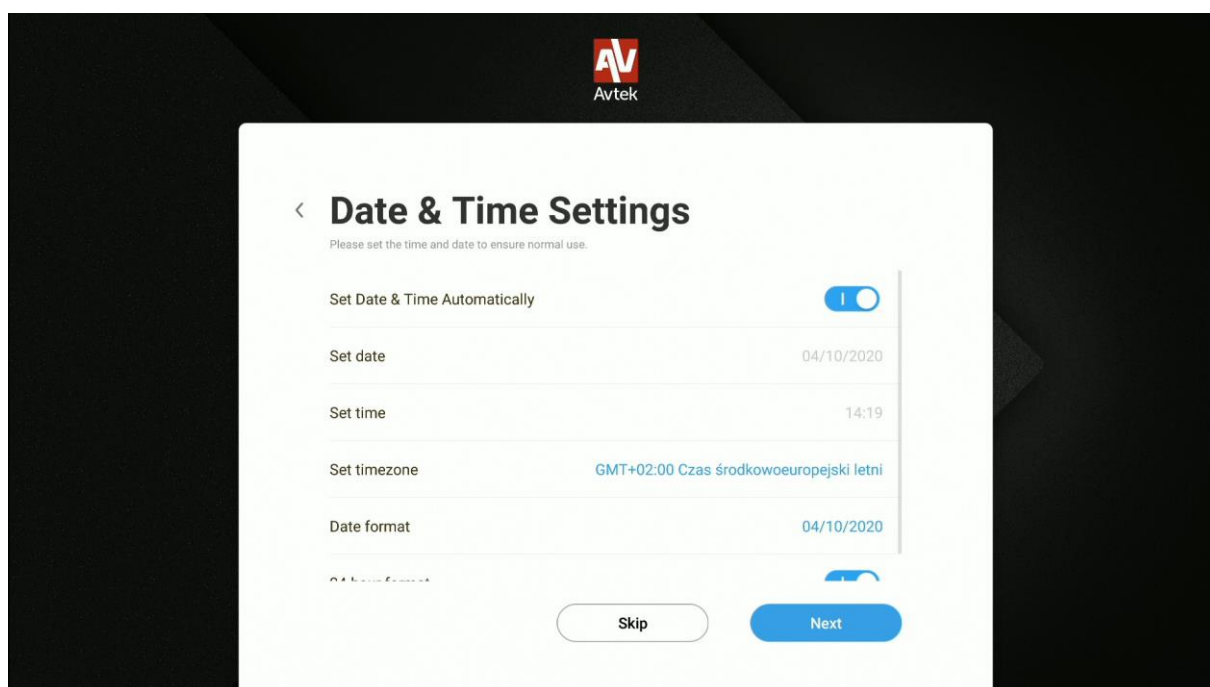 AV
Avtek
Date & Time Settings
Please set the time and date to ensure normal use.
Set Date & Time Automatically
Set date 04/10/2020
Set time 14:19
Set timezone GMT+02:00 Czas środkowoeuropejski letni
Date format 04/10/2020
Skip Next